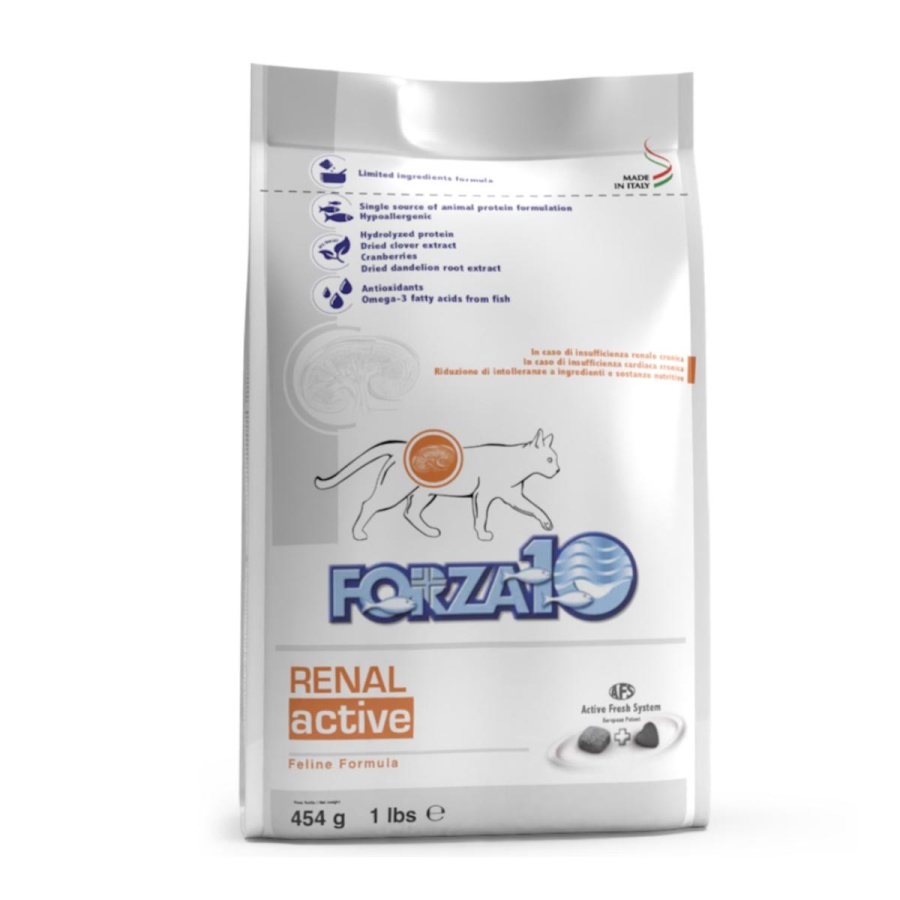 Limited ingredients formula
MADE
IN ITALY
Single source of animal protein formulation
Hypoallergenic
Hydrolyzed protein
Dried clover extract
Cranberries
Dried dandelion root extract
Antioxidants
Omega-3 fatty acids from fish
In caso di insufficienza renale cronica
In caso di insufficienza cardiaca cronica
Riduzione di intolleranze a ingredienti e sostanze nutritive
FORZA10
RENAL
active
Feline Formula
AFS
Active Fresh System
European Patent
454 g 1 lbs ℮